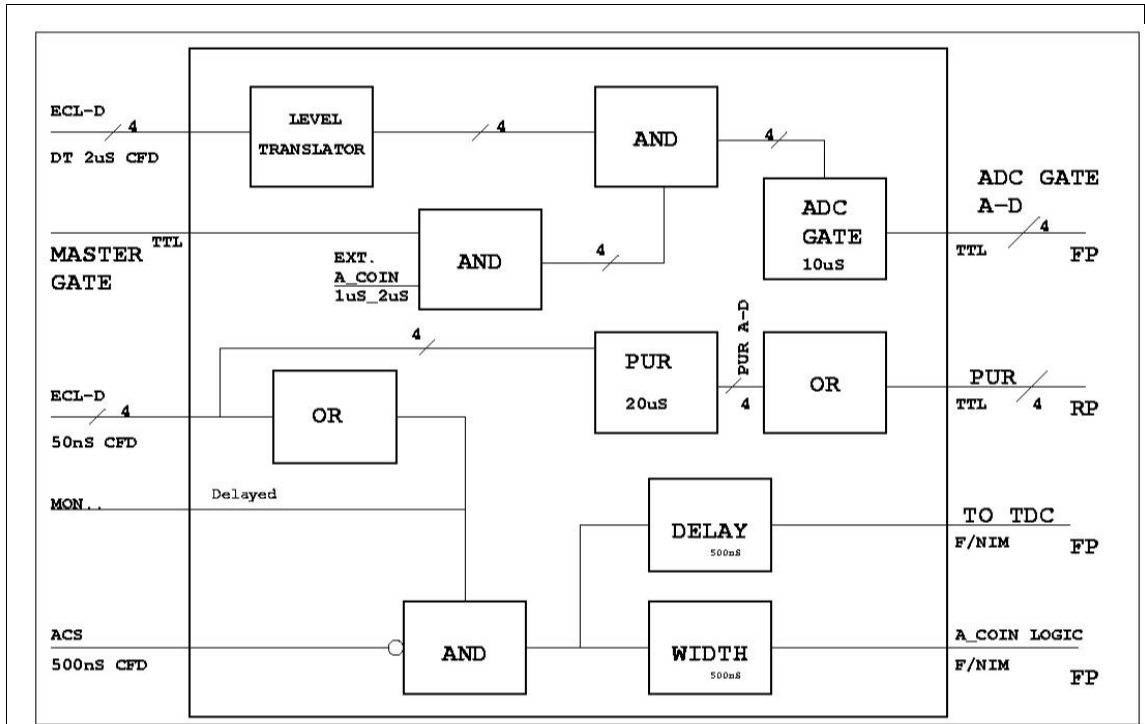 ECL-D
4
DT 2uS CFD
LEVEL
TRANSLATOR
4
AND
4
ADC GATE
A-D
4
TTL
FP
ADC
GATE
10uS
MASTER
GATE
TTL
EXT.
A_COIN
1uS_2uS
AND
4
4
PUR
20uS
PUR A-D
4
OR
PUR
TTL
4
RP
ECL-D
4
50nS CFD
OR
MON..
Delayed
DELAY
500nS
TO TDC
F/NIM
FP
ACS
500nS CFD
AND
WIDTH
500nS
A_COIN LOGIC
F/NIM
FP